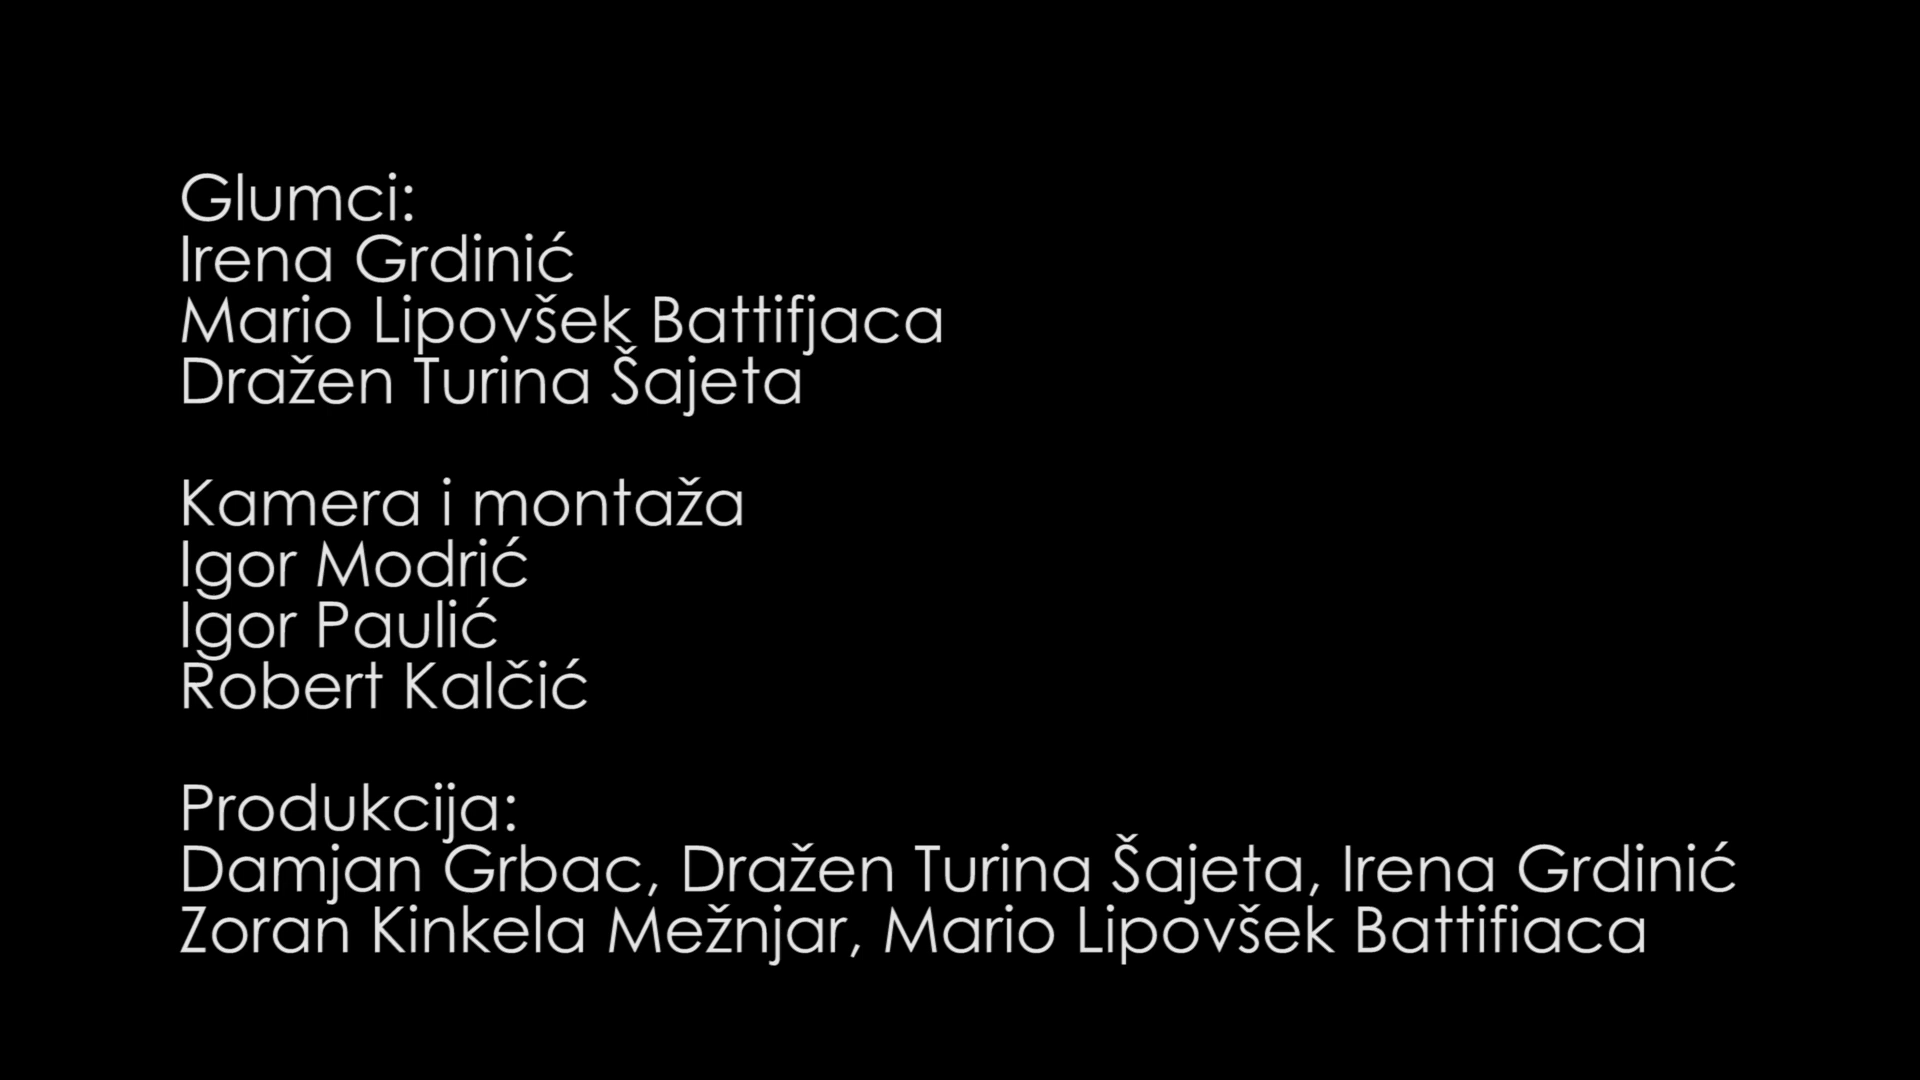 Glumci:
Irena Grdinić
Mario Lipovšek Battifjaca
Dražen Turina Šajeta
Kamera i montaža
Igor Modrić
Igor Paulić
Robert Kalčić
Produkcija:
Damjan Grbac, Dražen Turina Šajeta, Irena Grdinić
Zoran Kinkela Mežnjar, Mario Lipovšek Battifiaca